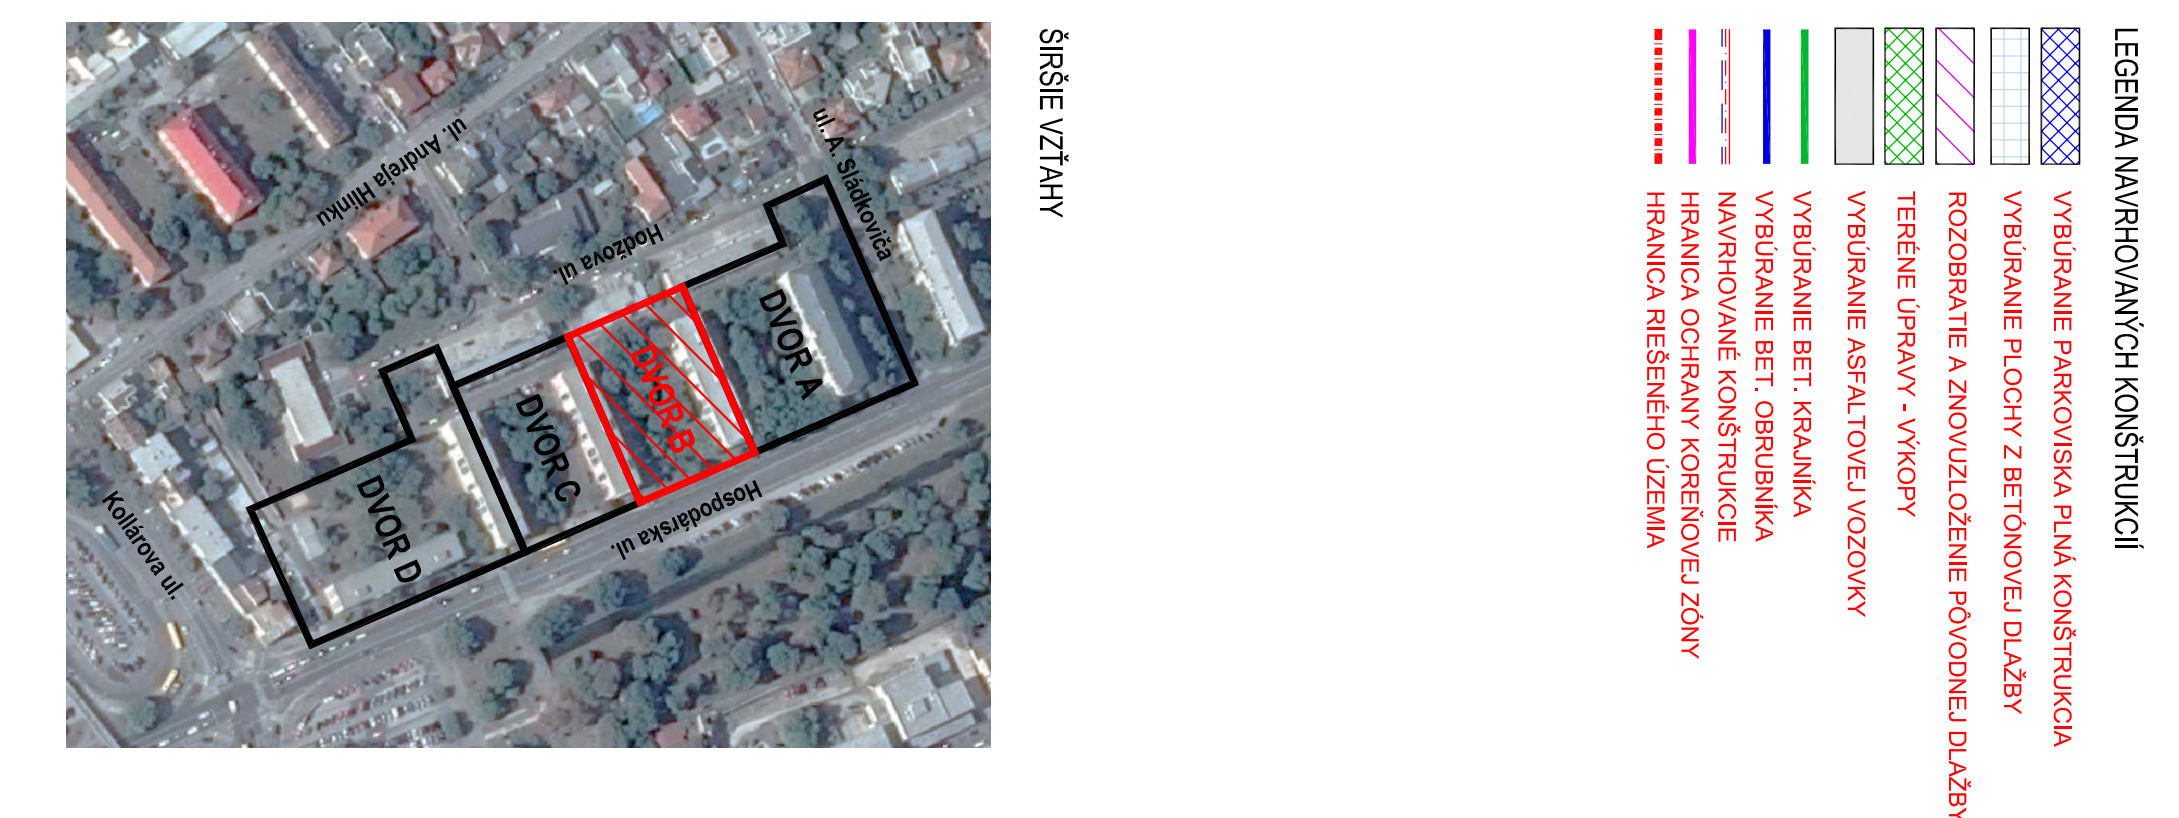 LEGENDA NAVRHOVANÝCH KONŠTRUKCIÍ
VYBÚRANIE PARKOVISKA PLNÁ KONŠTRUKCIA
VYBÚRANIE PLOCHY Z BETÓNOVEJ DLAŽBY
ROZOBRATIE A ZNOVUZLOŽENIE PÔVODNEJ DLAŽBY
TERÉNE ÚPRAVY - VÝKOPY
VYBÚRANIE ASFALTOVEJ VOZOVKY
VYBÚRANIE BET. KRAJNÍKA
VYBÚRANIE BET. OBRUBNÍKA
NAVRHOVANÉ KONŠTRUKCIE
HRANICA OCHRANY KOREŇOVEJ ZÓNY
HRANICA RIEŠENÉHO ÚZEMIA
ŠIRŠIE VZŤAHY
ul. A. Sládkoviča
ul. Andreja Hlinku
Hodžova ul.
DVOR A
DVOR B
DVOR C
DVOR D
Hospodárska ul.
Kollárova ul.